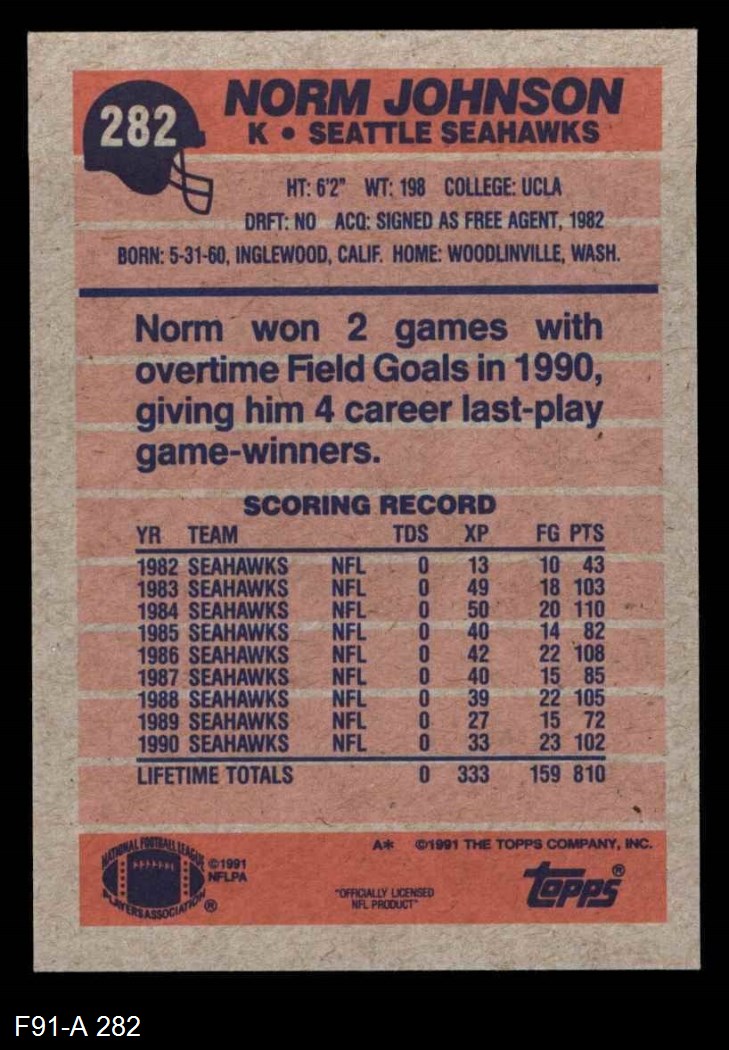 282
NORM JOHNSON
K • SEATTLE SEAHAWKS
HT: 6'2" WT: 198 COLLEGE: UCLA
DRFT: NO ACQ: SIGNED AS FREE AGENT, 1982
BORN: 5-31-60, INGLEWOOD, CALIF. HOME: WOODLINVILLE, WASH.
Norm won 2 games with
overtime Field Goals in 1990,
giving him 4 career last-play
game-winners.
SCORING RECORD
YR TEAM TDS XP FG PTS
1982 SEAHAWKS NFL 0 13 10 43
1983 SEAHAWKS NFL 0 49 18 103
1984 SEAHAWKS NFL 0 50 20 110
1985 SEAHAWKS NFL 0 40 14 82
1986 SEAHAWKS NFL 0 42 22 108
1987 SEAHAWKS NFL 0 40 15 85
1988 SEAHAWKS NFL 0 39 22 105
1989 SEAHAWKS NFL 0 27 15 72
1990 SEAHAWKS NFL 0 33 23 102
LIFETIME TOTALS 0 333 159 810
A* ©1991 THE TOPPS COMPANY, INC.
NATIONAL FOOTBALL LEAGUE
PLAYERS ASSOCIATION ®
©1991
NFLPA
"OFFICIALLY LICENSED
NFL PRODUCT"
topps®
F91-A 282